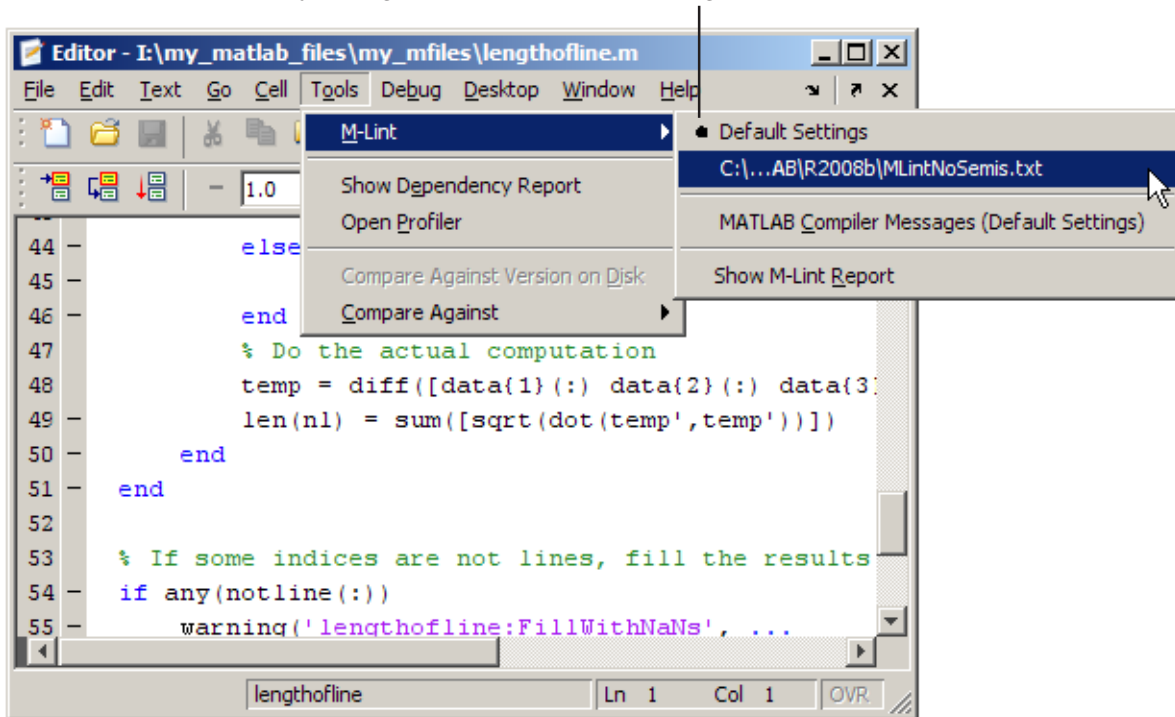 Editor - I:\my_matlab_files\my_mfiles\lengthofline.m
File Edit Text Go Cell Tools Debug Desktop Window Help
M-Lint
Default Settings
C:\...AB\R2008b\MLintNoSemis.txt
MATLAB Compiler Messages (Default Settings)
Show M-Lint Report
Show Dependency Report
Open Profiler
Compare Against Version on Disk
Compare Against
1.0
44 – else
45 –
46 – end
47 % Do the actual computation
48 temp = diff([data{1}(:) data{2}(:) data{3
49 – len(nl) = sum([sqrt(dot(temp',temp'))])
50 – end
51 – end
52
53 % If some indices are not lines, fill the results
54 – if any(notline(:))
55 – warning('lengthofline:FillWithNaNs', ...
lengthofline Ln 1 Col 1 OVR